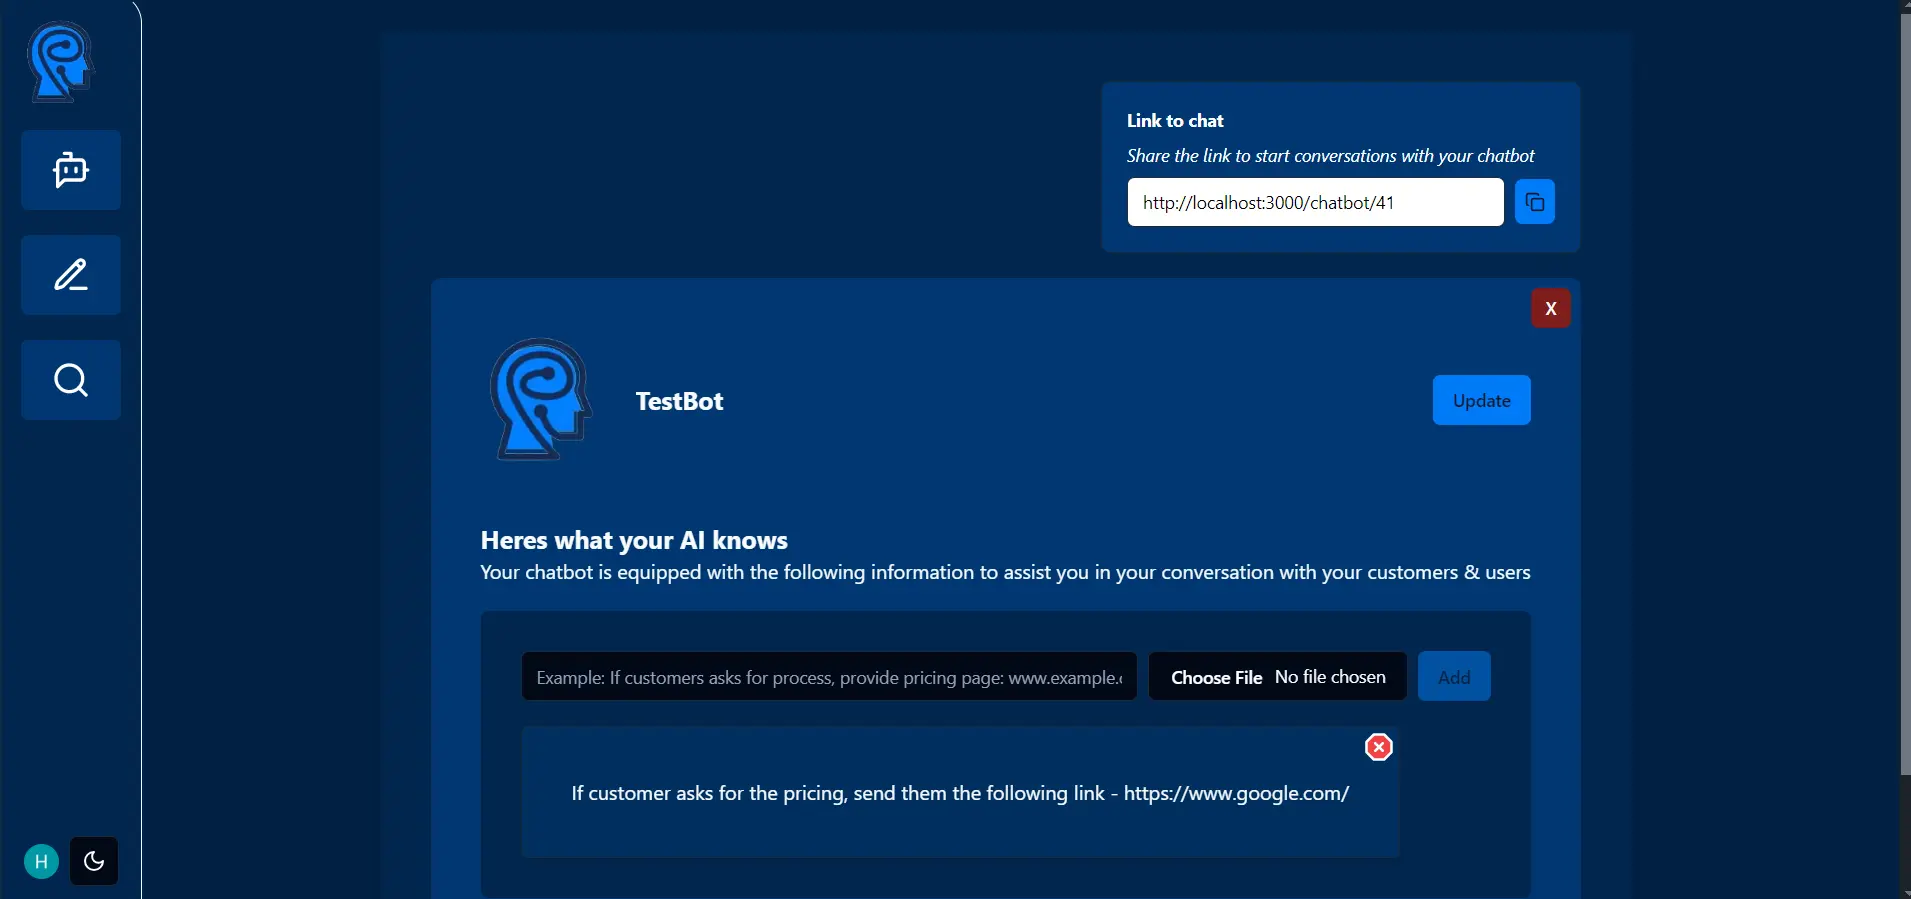 Link to chat
Share the link to start conversations with your chatbot
http://localhost:3000/chatbot/41
X
TestBot
Update
Heres what your AI knows
Your chatbot is equipped with the following information to assist you in your conversation with your customers & users
Example: If customers asks for process, provide pricing page: www.example.c
Choose File No file chosen
Add
If customer asks for the pricing, send them the following link - https://www.google.com/
H